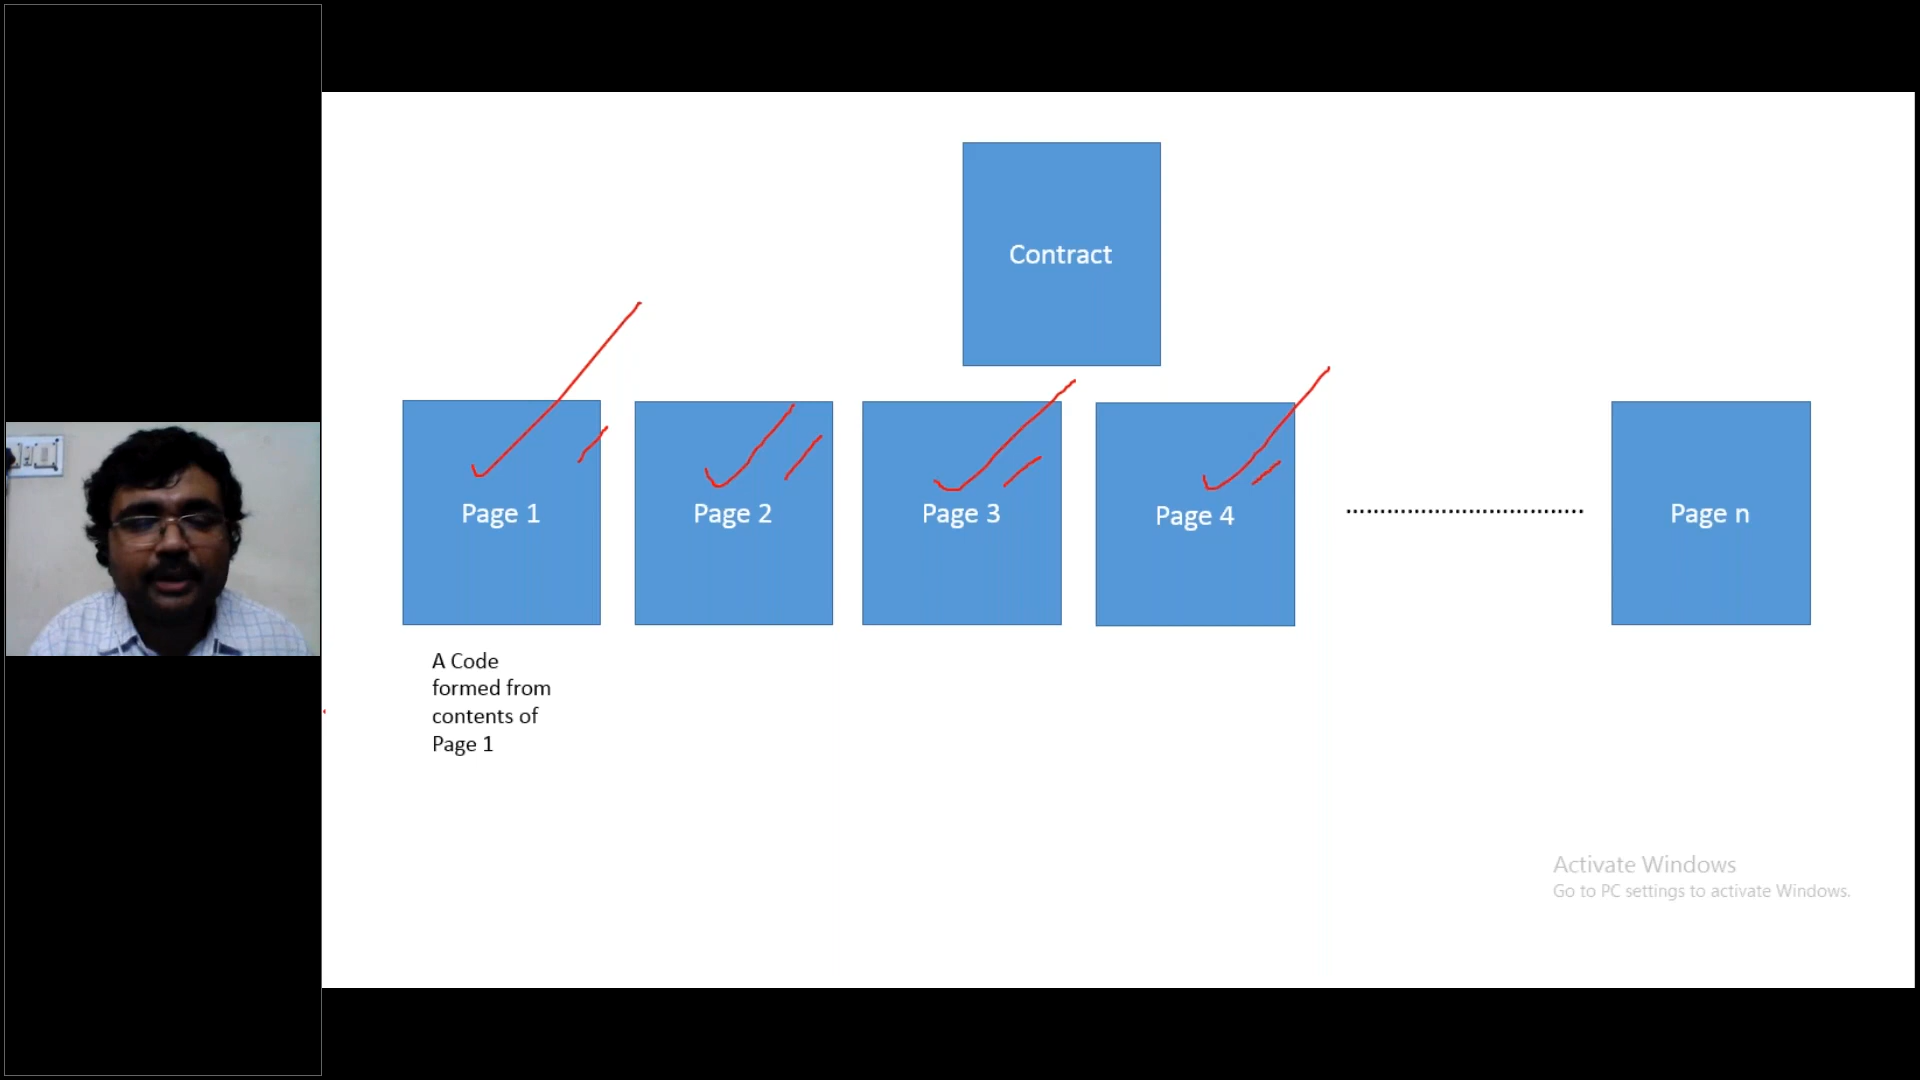 Contract
Page 1
Page 2
Page 3
Page 4
Page n
A Code
formed from
contents of
Page 1
Activate Windows
Go to PC settings to activate Windows.